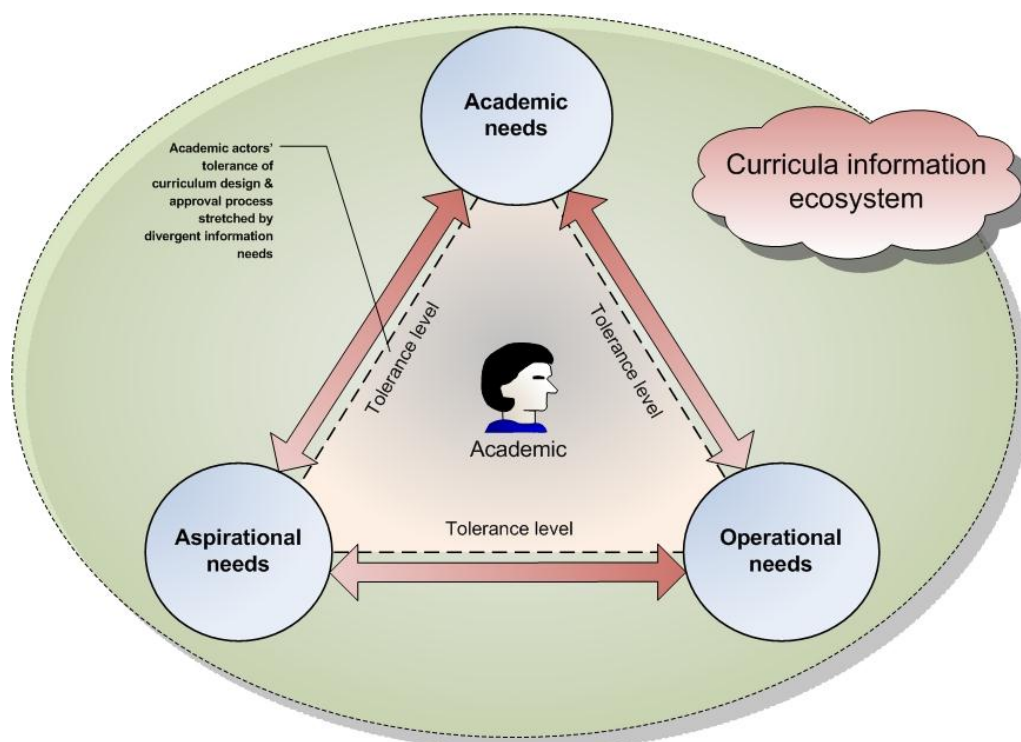 Academic
needs
Academic actors'
tolerance of
curriculum design &
approval process
stretched by
divergent information
needs
Curricula information
ecosystem
Tolerance level
Tolerance level
Academic
Tolerance level
Aspirational
needs
Operational
needs